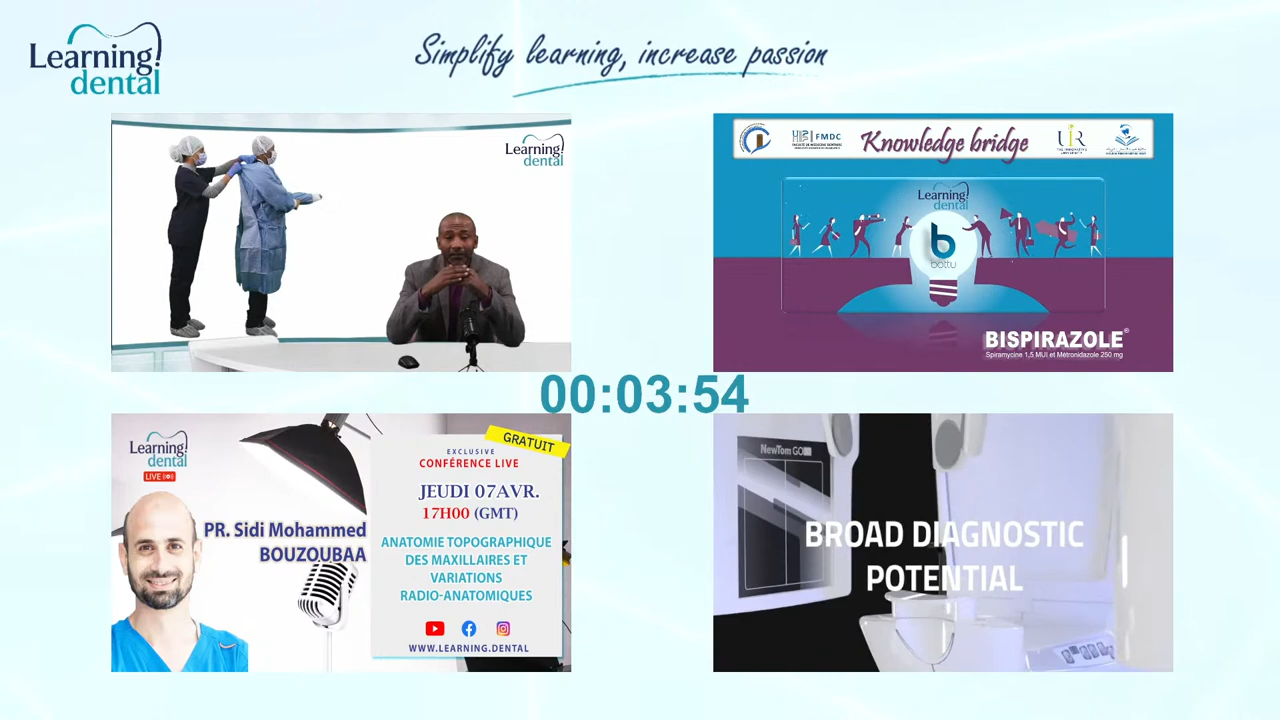 Learning!
dental
Simplify learning, increase passion
Learning!
dental
FMDC
Knowledge bridge
UIR
Learning!
dental
bottu
BISPIRAZOLE®
Spiramycine 1,5 MUI et Métronidazole 250 mg
00:03:54
Learning!
dental
LIVE
PR. Sidi Mohammed
BOUZOUBAA
GRATUIT
EXCLUSIVE
CONFÉRENCE LIVE
JEUDI 07AVR.
17H00 (GMT)
ANATOMIE TOPOGRAPHIQUE
DES MAXILLAIRES ET
VARIATIONS
RADIO-ANATOMIQUES
WWW.LEARNING.DENTAL
NewTom GO
BROAD DIAGNOSTIC
POTENTIAL